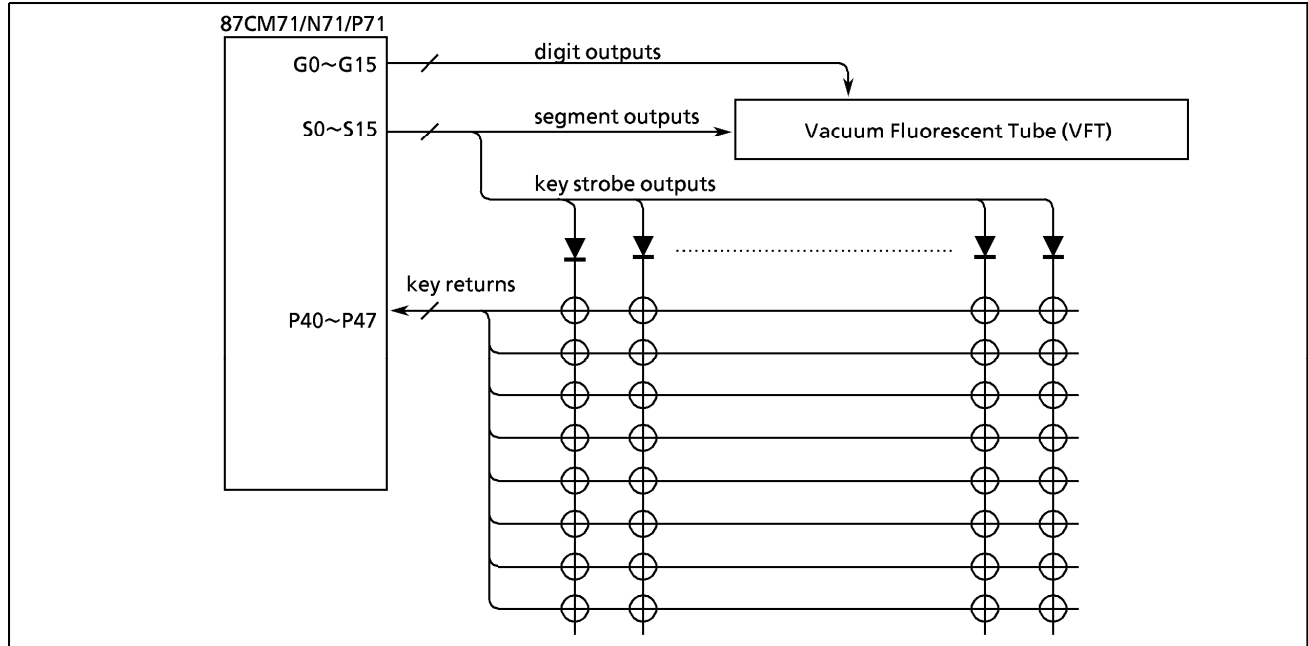 87CM71/N71/P71
G0~G15
digit outputs
S0~S15
segment outputs
Vacuum Fluorescent Tube (VFT)
key strobe outputs
key returns
P40~P47